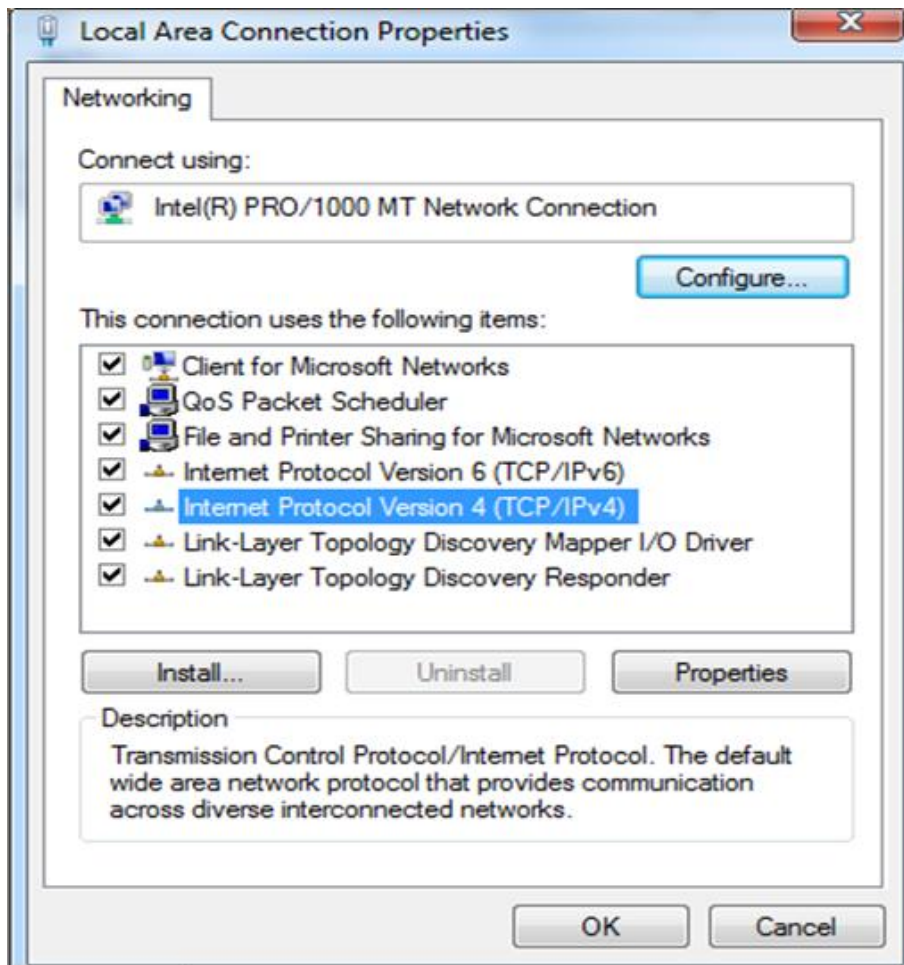 Local Area Connection Properties
Networking
Connect using:
Intel(R) PRO/1000 MT Network Connection
Configure...
This connection uses the following items:
Client for Microsoft Networks
QoS Packet Scheduler
File and Printer Sharing for Microsoft Networks
Internet Protocol Version 6 (TCP/IPv6)
Internet Protocol Version 4 (TCP/IPv4)
Link-Layer Topology Discovery Mapper I/O Driver
Link-Layer Topology Discovery Responder
Install... Uninstall Properties
Description
Transmission Control Protocol/Internet Protocol. The default
wide area network protocol that provides communication
across diverse interconnected networks.
OK Cancel